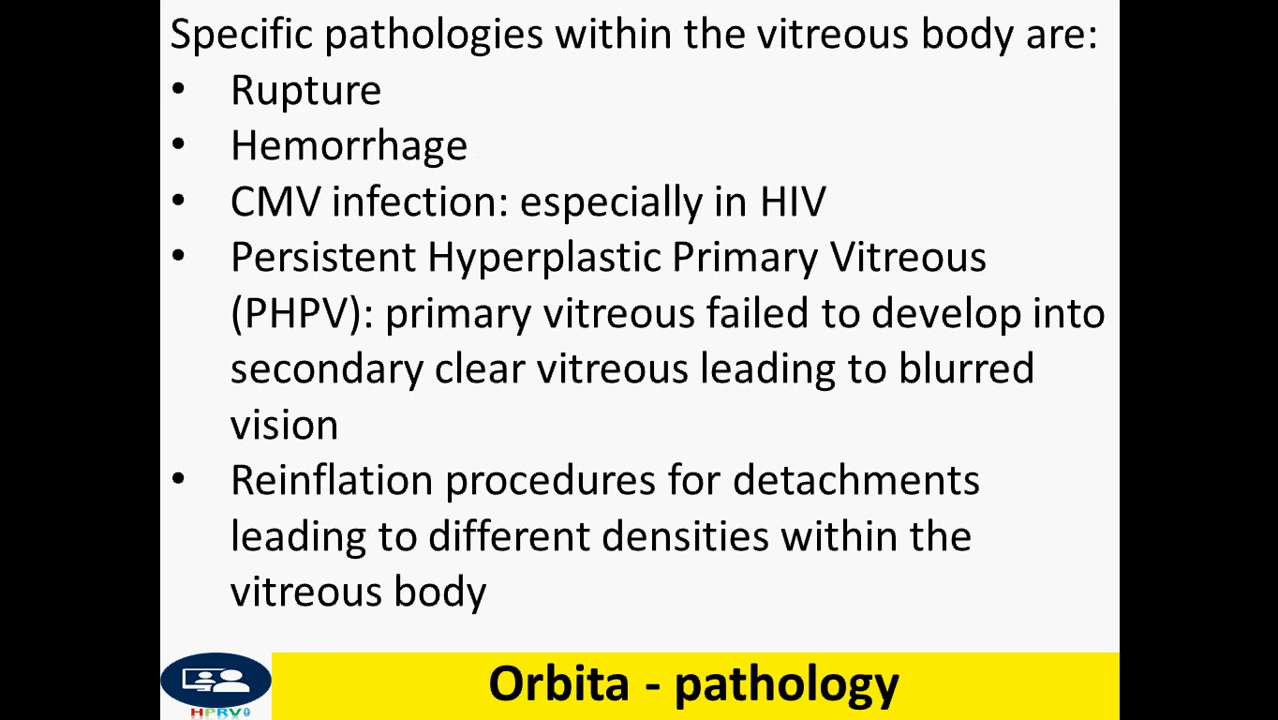 Specific pathologies within the vitreous body are:
• Rupture
• Hemorrhage
• CMV infection: especially in HIV
• Persistent Hyperplastic Primary Vitreous
(PHPV): primary vitreous failed to develop into
secondary clear vitreous leading to blurred
vision
• Reinflation procedures for detachments
leading to different densities within the
vitreous body
Orbita - pathology
HPRV